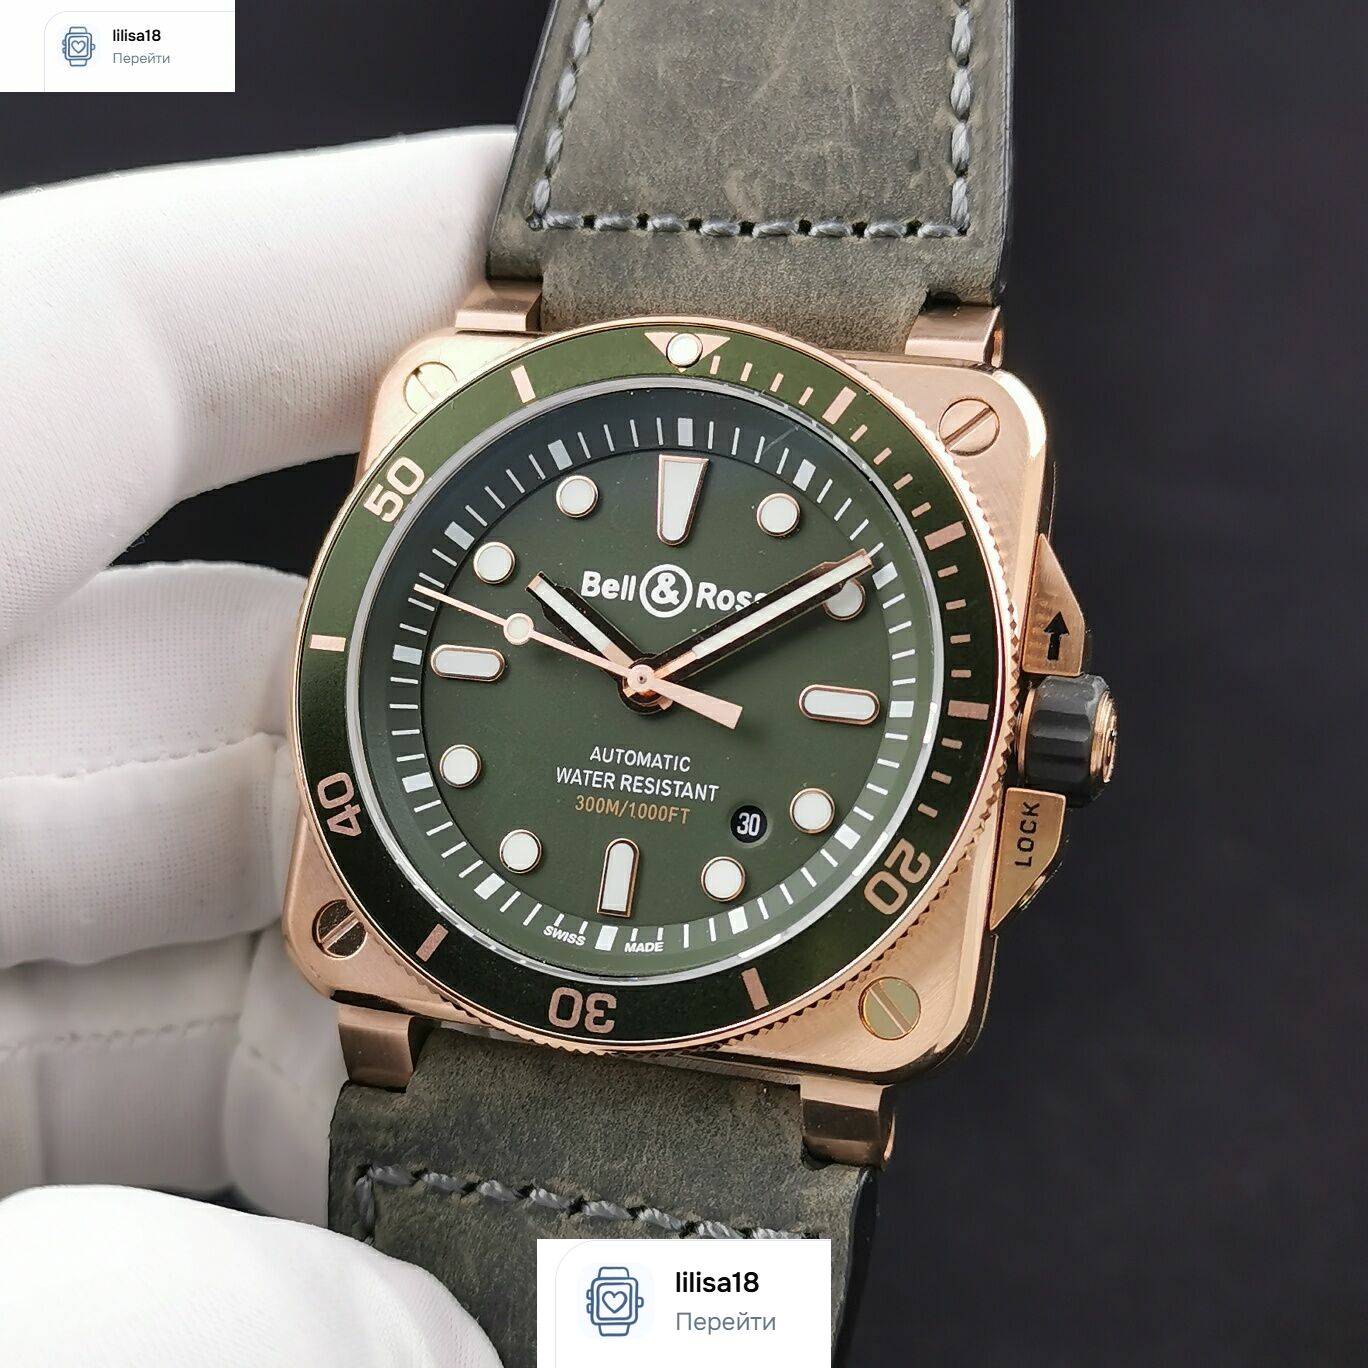 lilisa18
Перейти
50
Bell & Ross
AUTOMATIC
WATER RESISTANT
300M/1000FT
30
LOCK
40
20
SWISS MADE
30
lilisa18
Перейти